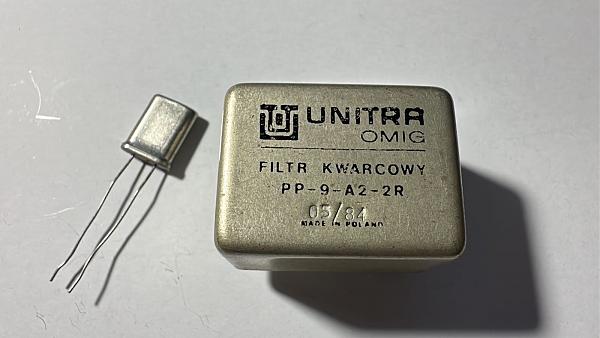 UNITRA
OMIG
FILTR KWARCOWY
PP-9-A2-2R
05/84
MADE IN POLAND